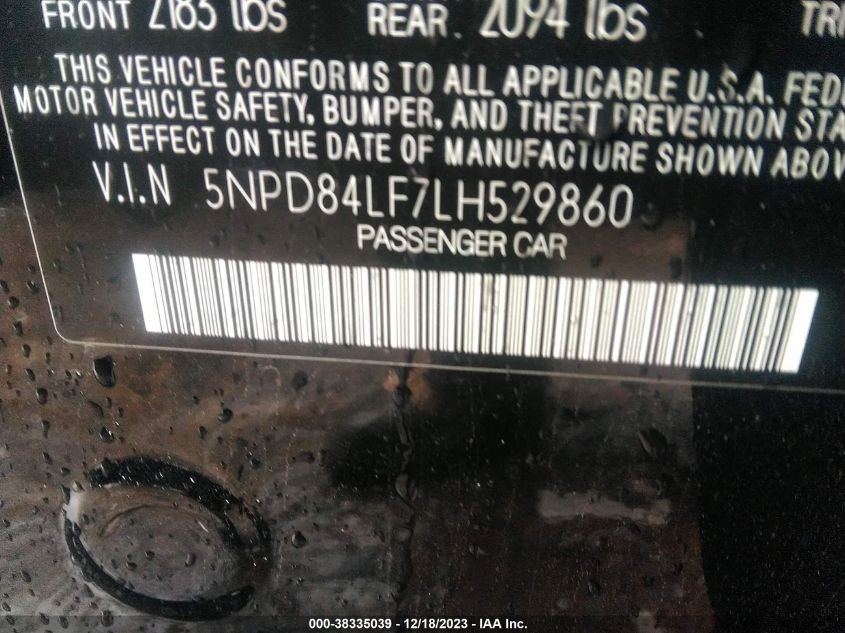 FRONT 2183 lbs REAR. 2094 lbs
THIS VEHICLE CONFORMS TO ALL APPLICABLE U.S.A. FEDE
MOTOR VEHICLE SAFETY, BUMPER, AND THEFT PREVENTION STA
IN EFFECT ON THE DATE OF MANUFACTURE SHOWN ABOV
V.I.N 5NPD84LF7LH529860
PASSENGER CAR
000-38335039 - 12/18/2023 - IAA Inc.